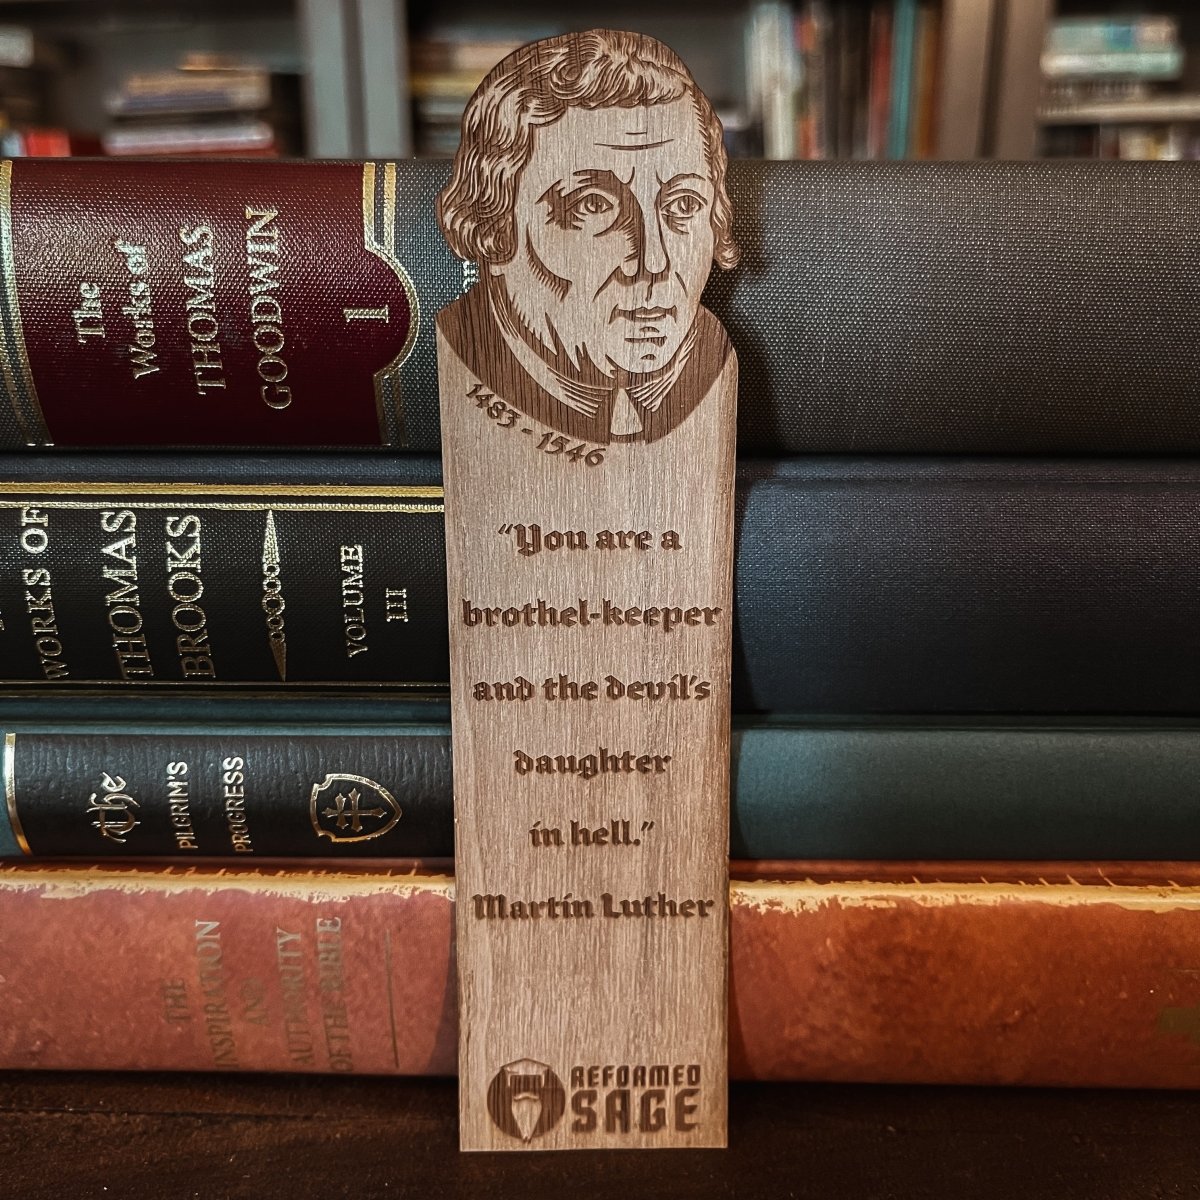 The
Works of
THOMAS
GOODWIN
1
WORKS OF
THOMAS
BROOKS
VOLUME
III
The
PILGRIM'S
PROGRESS
THE
INSPIRATION
AND
AUTHORITY
OF THE BIBLE
1483 - 1546
“You are a
brothel-keeper
and the devil's
daughter
in hell.”
Martin Luther
REFORMED
SAGE